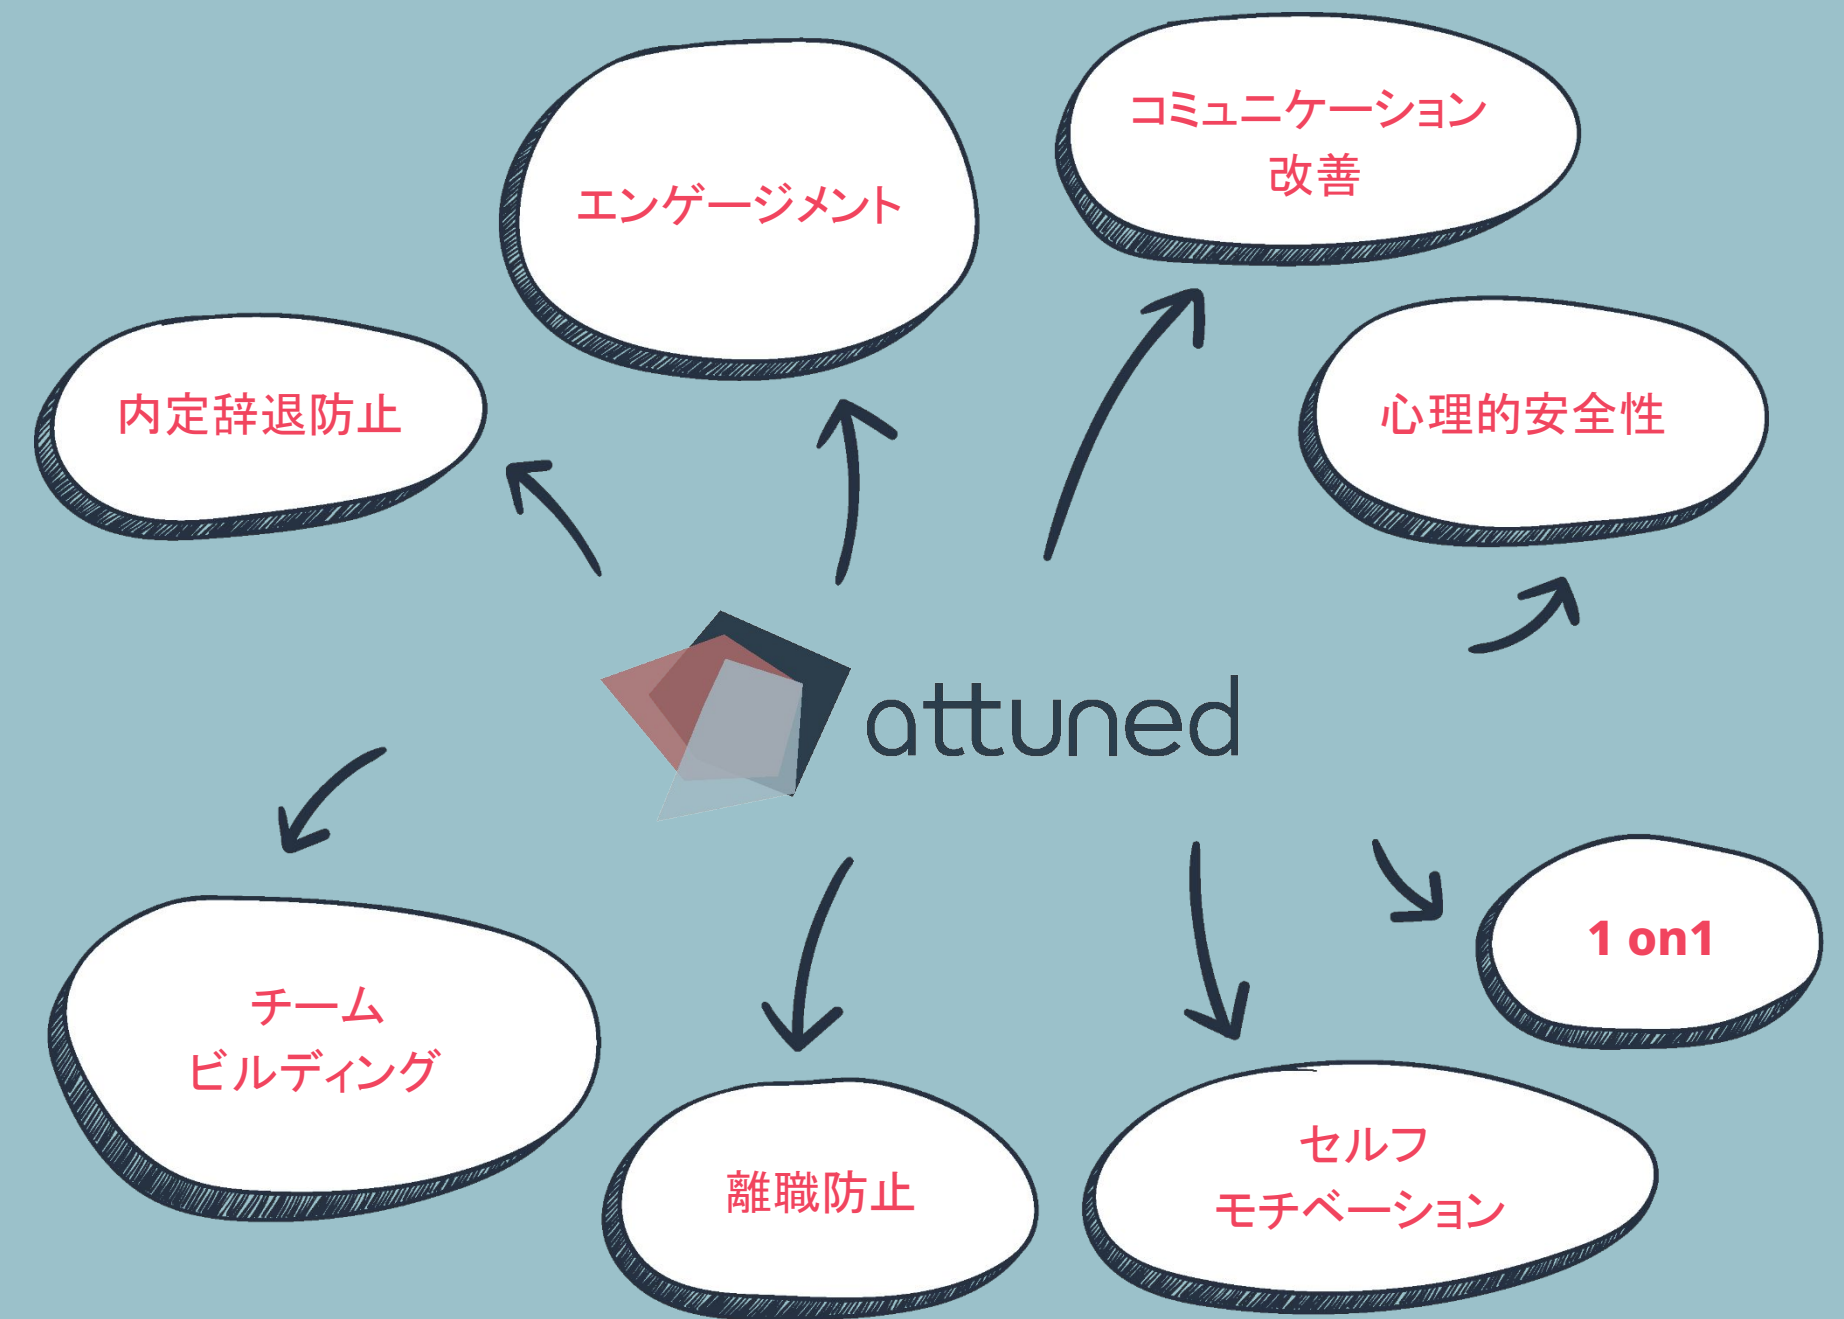 コミュニケーション
改善
エンゲージメント
内定辞退防止
心理的安全性
attuned
1 on1
チーム
ビルディング
離職防止
セルフ
モチベーション